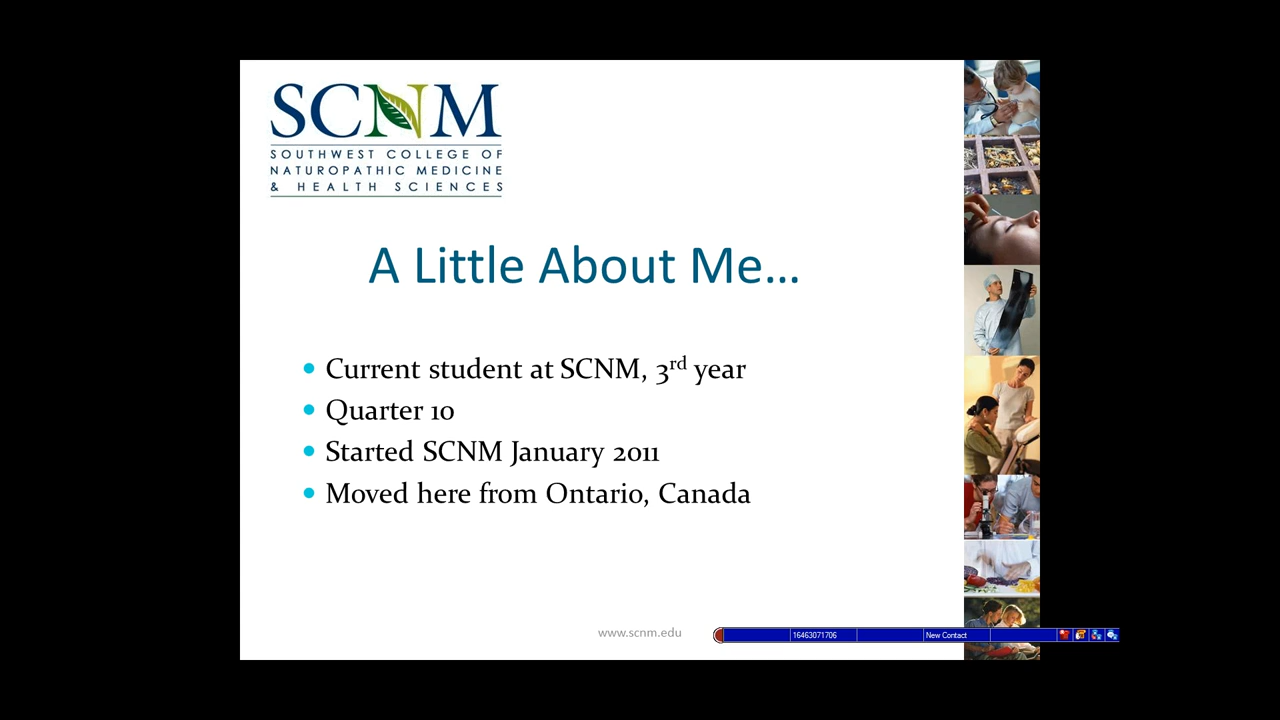 SCNM
SOUTHWEST COLLEGE OF
NATUROPATHIC MEDICINE
& HEALTH SCIENCES
A Little About Me...
• Current student at SCNM, 3rd year
• Quarter 10
• Started SCNM January 2011
• Moved here from Ontario, Canada
www.scnm.edu
16463071706 New Contact